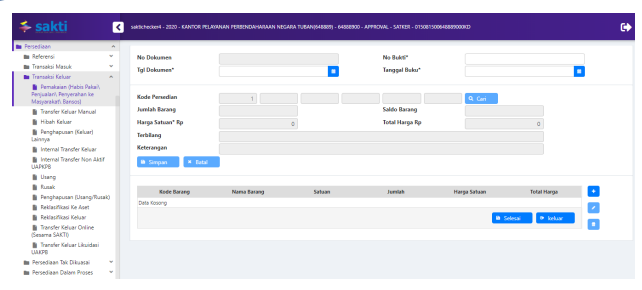 sakti
saktichecker4 - 2020 - KANTOR PELAYANAN PERBENDAHARAAN NEGARA TUBAN(648889) - 64888900 - APPROVAL - SATKER - 015081500648889000KD
Persediaan
Referensi
Transaksi Masuk
Transaksi Keluar
Pemakaian (Habis Pakai\
Penjualan\ Penyerahan ke
Masyarakat\ Bansos)
Transfer Keluar Manual
Hibah Keluar
Penghapusan (Keluar)
Lainnya
Internal Transfer Keluar
Internal Transfer Non Aktif
UAPKPB
Usang
Rusak
Penghapusan (Usang/Rusak)
Reklasifikasi Ke Aset
Reklasifikasi Keluar
Transfer Keluar Online
(Sesama SAKTI)
Transfer Keluar Likuidasi
UAKPB
Persediaan Tak Dikuasai
Persediaan Dalam Proses
No Dokumen
No Bukti*
Tgl Dokumen*
Tanggal Buku*
Kode Persedian
1
Cari
Jumlah Barang
Saldo Barang
Harga Satuan* Rp
0
Total Harga Rp
0
Terbilang
Keterangan
Simpan
Batal
Kode Barang Nama Barang Satuan Jumlah Harga Satuan Total Harga
Data Kosong
Selesai
keluar